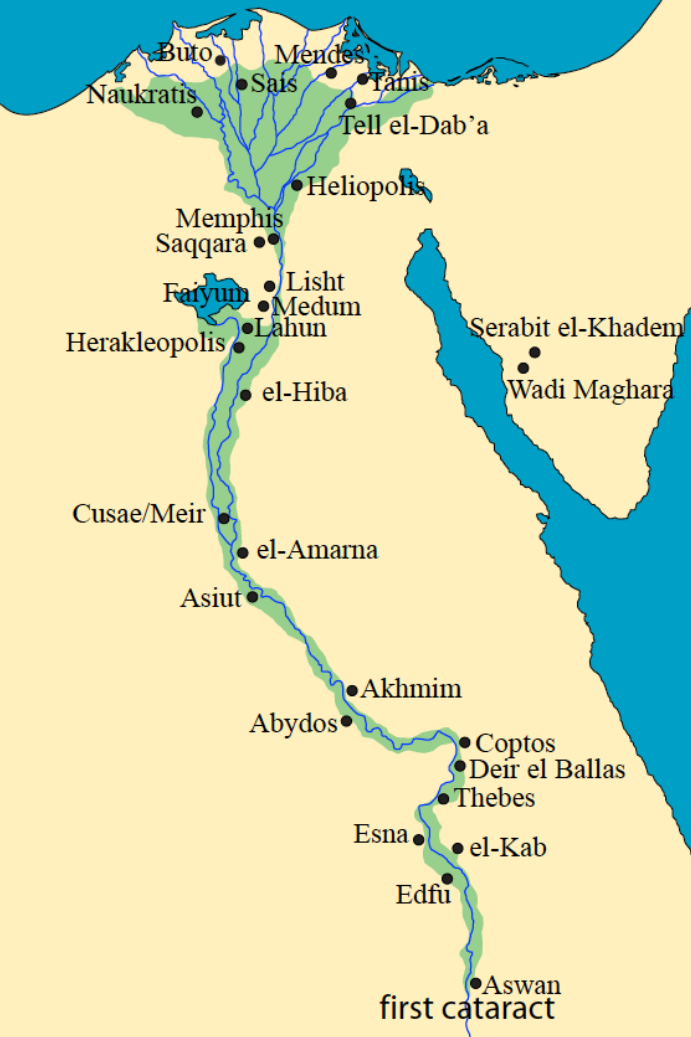 Buto
Mendes
Sais
Tanis
Naukratis
Tell el-Dab’a
Heliopolis
Memphis
Saqqara
Lisht
Faiyum
Medum
Lahun
Serabit el-Khadem
Herakleopolis
Wadi Maghara
el-Hiba
Cusae/Meir
el-Amarna
Asiut
Akhmim
Abydos
Coptos
Deir el Ballas
Thebes
Esna
el-Kab
Edfu
Aswan
first cataract